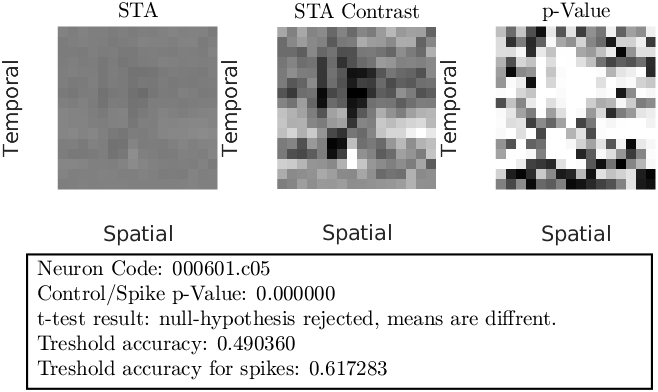 STA
STA Contrast
p-Value
Temporal
Temporal
Temporal
Spatial
Spatial
Spatial
Neuron Code: 000601.c05
Control/Spike p-Value: 0.000000
t-test result: null-hypothesis rejected, means are diffrent.
Treshold accuracy: 0.490360
Treshold accuracy for spikes: 0.617283